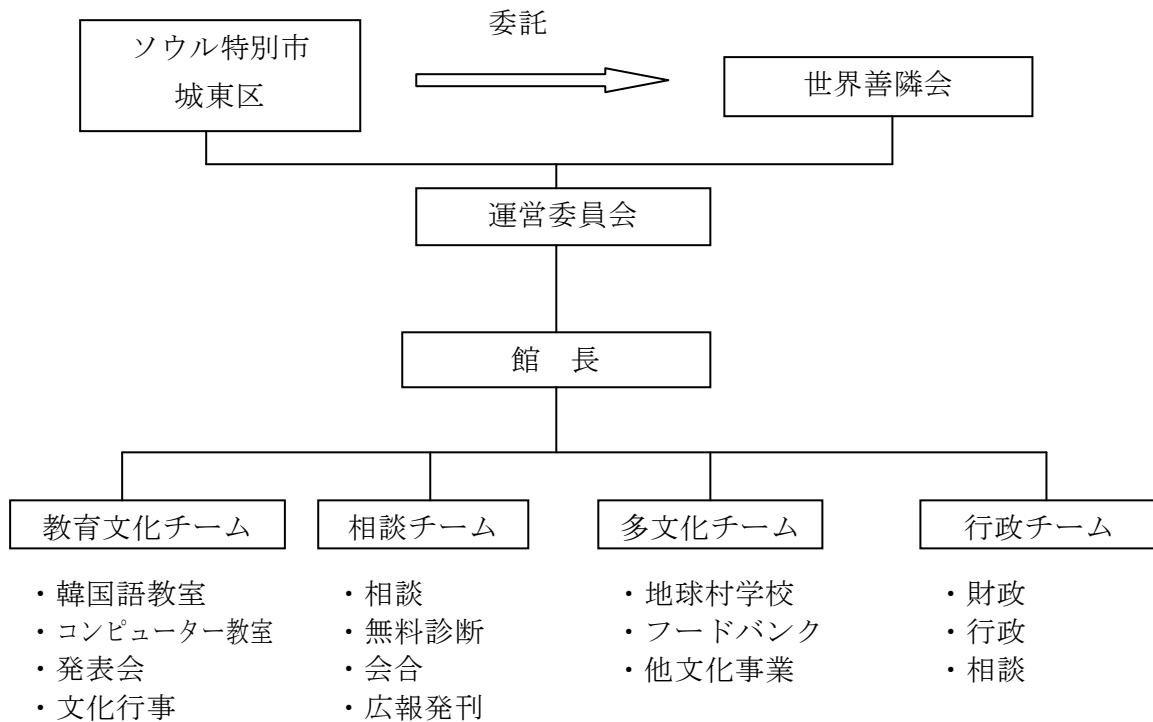 委託
ソウル特別市
城東区
世界善隣会
運営委員会
館　長
教育文化チーム
相談チーム
多文化チーム
行政チーム
・韓国語教室
・コンピューター教室
・発表会
・文化行事
・相談
・無料診断
・会合
・広報発刊
・地球村学校
・フードバンク
・他文化事業
・財政
・行政
・相談